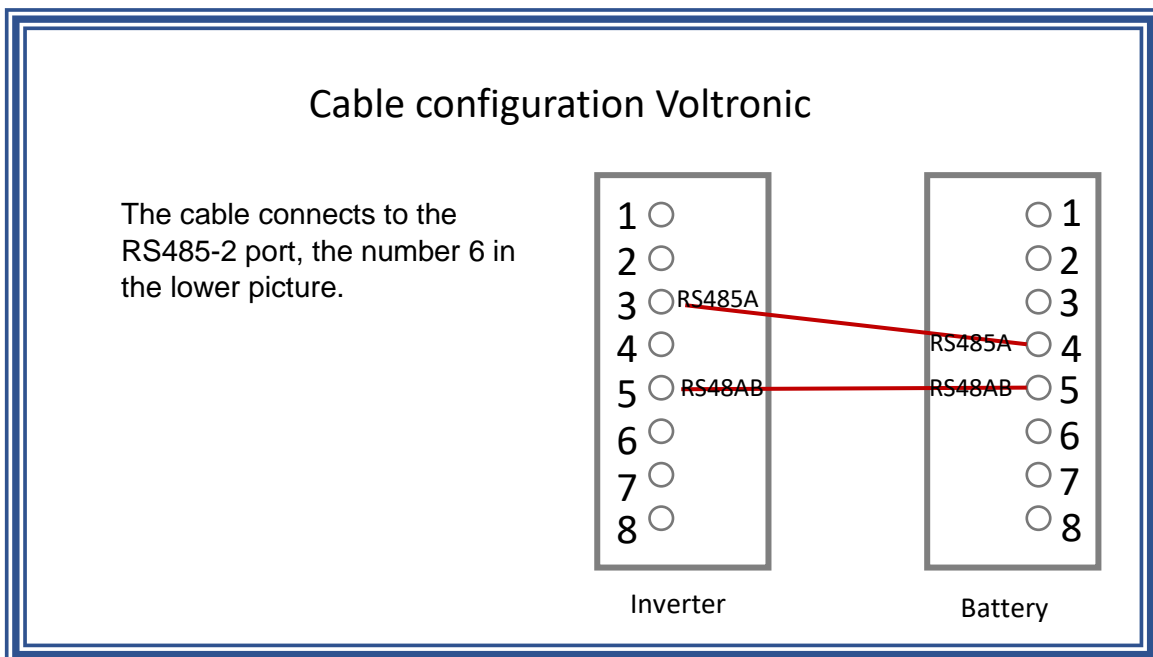 Cable configuration Voltronic
The cable connects to the
RS485-2 port, the number 6 in
the lower picture.
1
2
3 RS485A
4
5 RS48AB
6
7
8
Inverter
1
2
3
RS485A 4
RS48AB 5
6
7
8
Battery